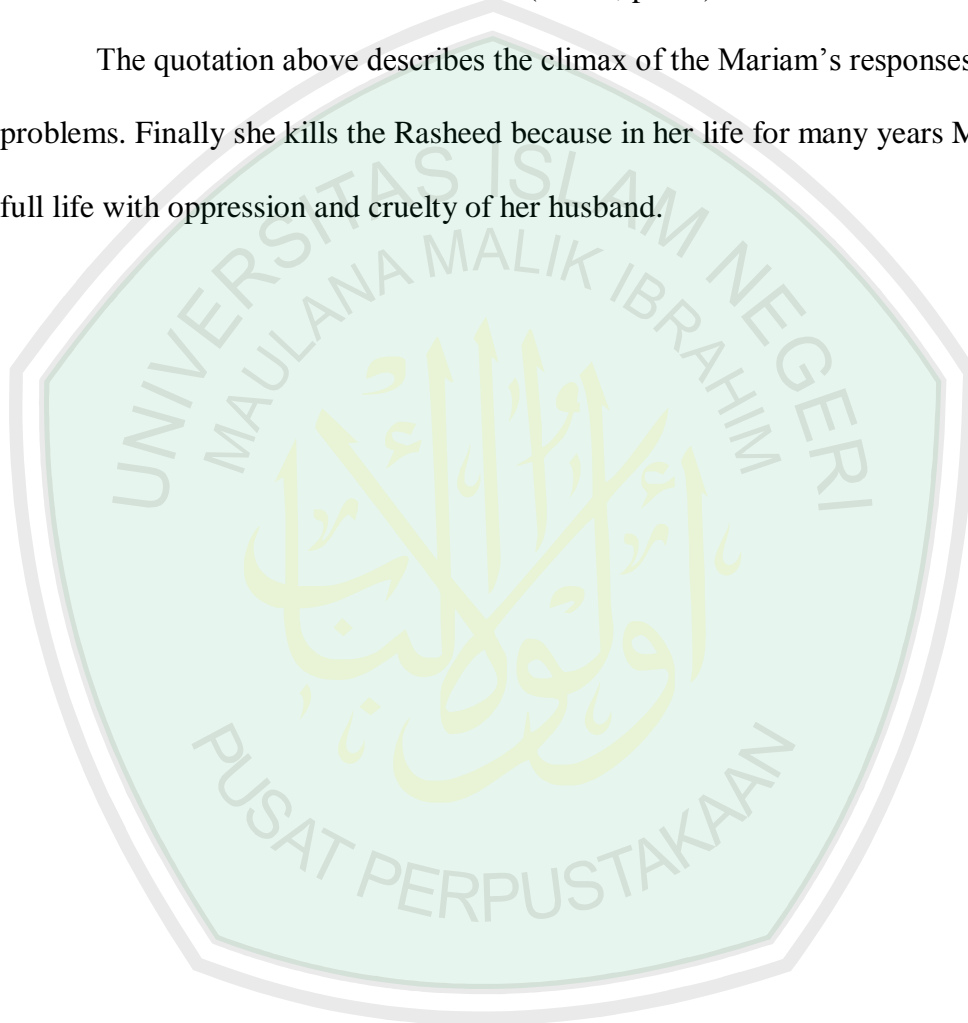 The quotation above describes the climax of the Mariam’s responses
problems. Finally she kills the Rasheed because in her life for many years M
full life with oppression and cruelty of her husband.
UNIVERSITAS ISLAM NEGERI
MAULANA MALIK IBRAHIM
أولوا الألباب
PUSAT PERPUSTAKAAN